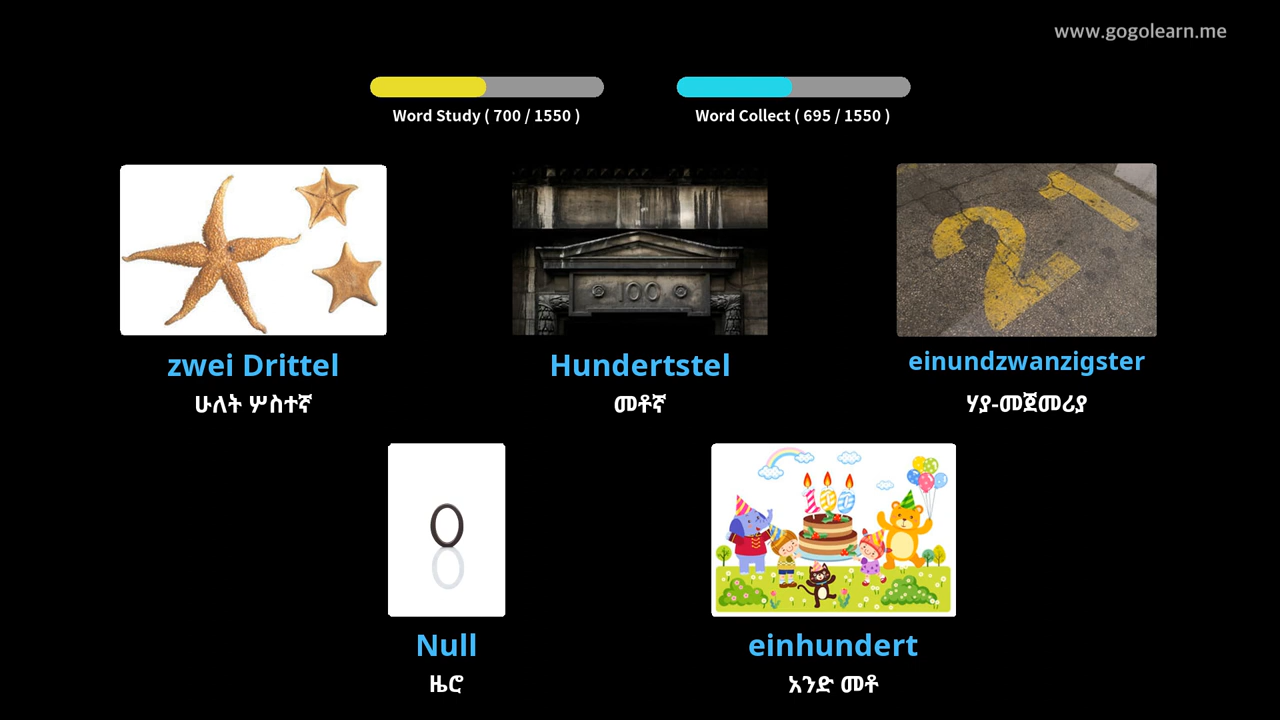 www.gogolearn.me
Word Study ( 700 / 1550 )
Word Collect ( 695 / 1550 )
100
21
zwei Drittel
Hundertstel
einundzwanzigster
ሁለት ሦስተኛ
መቶኛ
ሃያ-መጀመሪያ
0
100
Null
einhundert
ዜሮ
አንድ መቶ